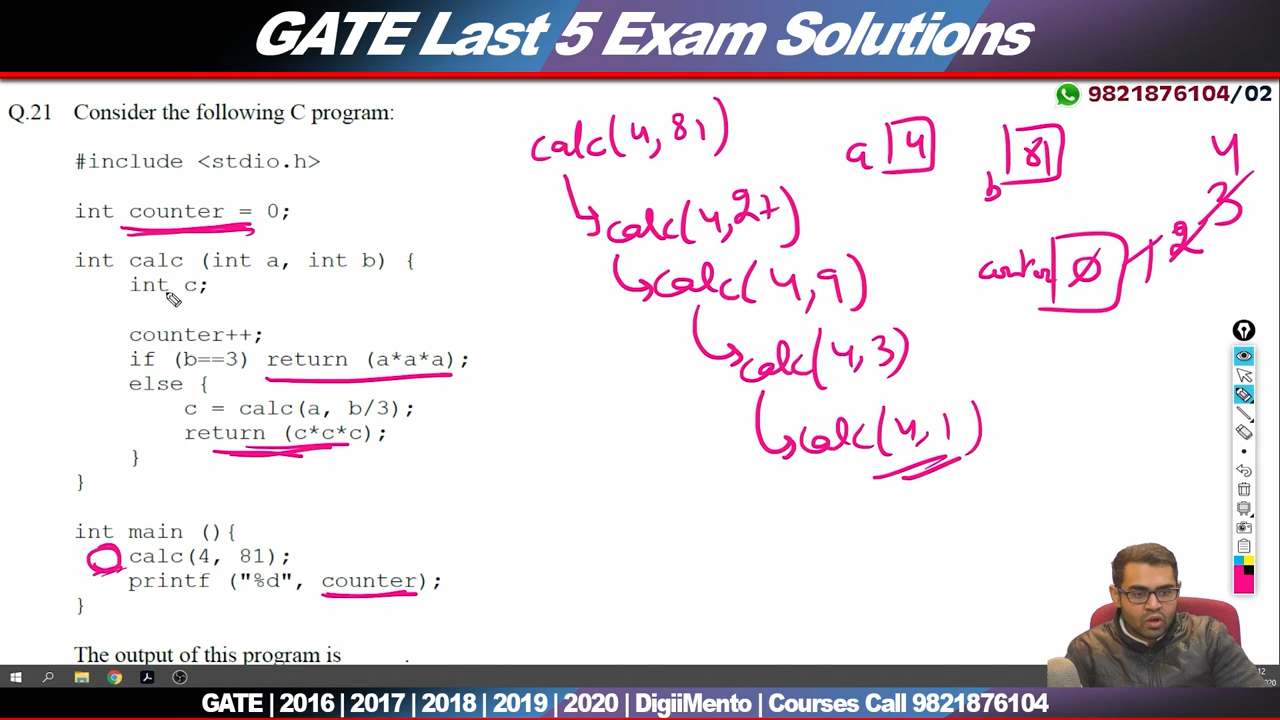 GATE Last 5 Exam Solutions
9821876104/02
Q.21 Consider the following C program:
#include <stdio.h>
int counter = 0;
int calc (int a, int b) {
int c;
counter++;
if (b==3) return (a*a*a);
else {
c = calc(a, b/3);
return (c*c*c);
}
}
int main (){
calc(4, 81);
printf ("%d", counter);
}
The output of this program is ____.
calc(4, 81)
calc(4, 27)
calc(4, 9)
calc(4, 3)
calc(4, 1)
a 4
b 81
counter 0 1 2 3 4
GATE | 2016 | 2017 | 2018 | 2019 | 2020 | DigiiMento | Courses Call 9821876104